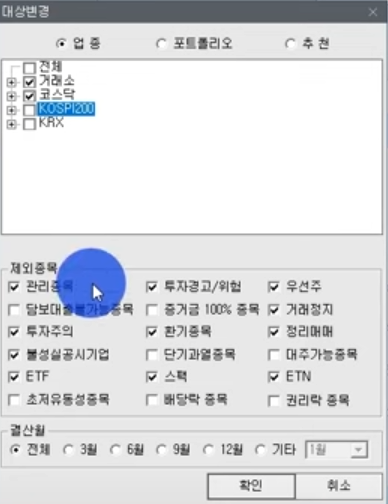 대상변경
업 종 포트폴리오 추 천
전체
거래소
코스닥
KOSPI200
KRX
제외종목
관리종목 투자경고/위험 우선주
담보대출불가능종목 증거금 100% 종목 거래정지
투자주의 환기종목 정리매매
불성실공시기업 단기과열종목 대주가능종목
ETF 스팩 ETN
초저유동성종목 배당락 종목 권리락 종목
결산월
전체 3월 6월 9월 12월 기타 1월
확인 취소